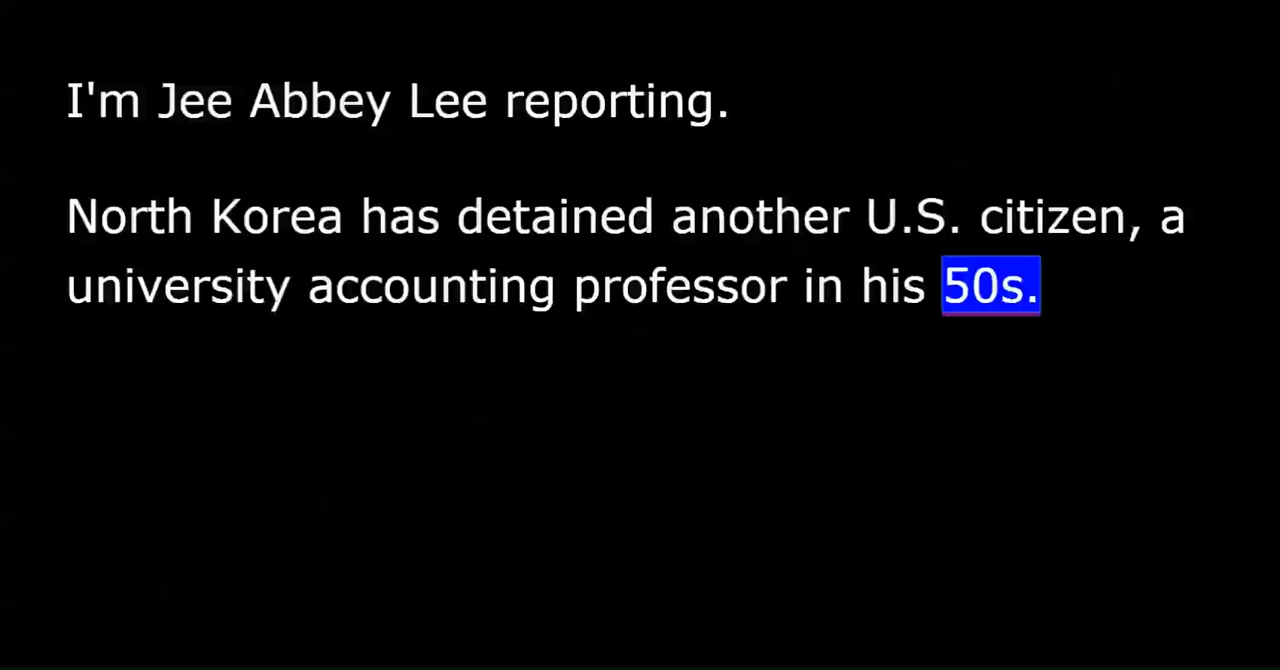 I'm Jee Abbey Lee reporting.
North Korea has detained another U.S. citizen, a
university accounting professor in his 50s.